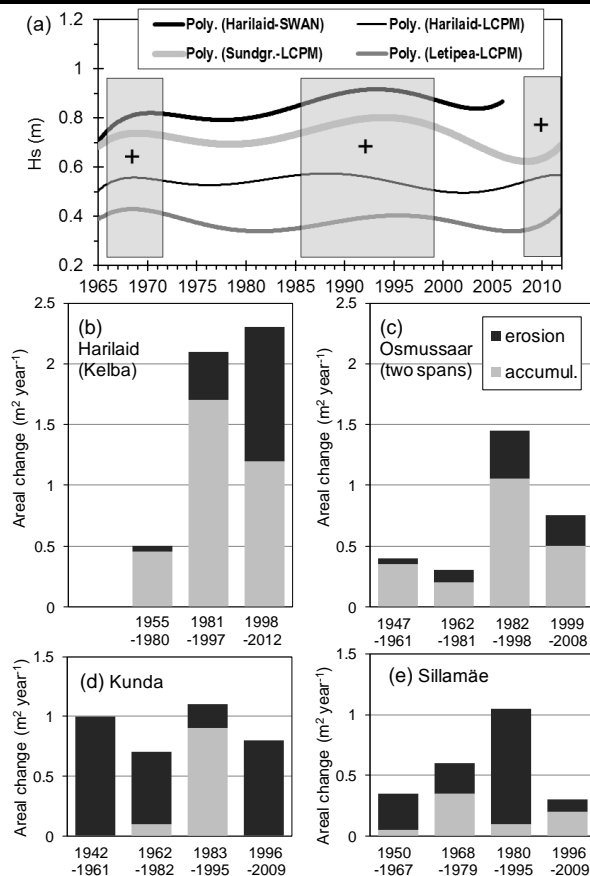 (a)
Poly. (Harilaid-SWAN) Poly. (Harilaid-LCPM)
Poly. (Sundgr.-LCPM) Poly. (Letipea-LCPM)
Hs (m)
1.2
1
0.8
0.6
0.4
0.2
+ + +
1965 1970 1975 1980 1985 1990 1995 2000 2005 2010
(b)
Harilaid
(Kelba)
Areal change (m² year⁻¹)
2.5
2
1.5
1
0.5
0
1955 1981 1998
-1980 -1997 -2012
(c)
Osmussaar
(two spans)
erosion
accumul.
Areal change (m² year⁻¹)
2.5
2
1.5
1
0.5
0
1947 1962 1982 1999
-1961 -1981 -1998 -2008
(d) Kunda
Areal change (m² year⁻¹)
1.5
1
0.5
0
1942 1962 1983 1996
-1961 -1982 -1995 -2009
(e) Sillamäe
Areal change (m² year⁻¹)
1.5
1
0.5
0
1950 1968 1980 1996
-1967 -1979 -1995 -2009